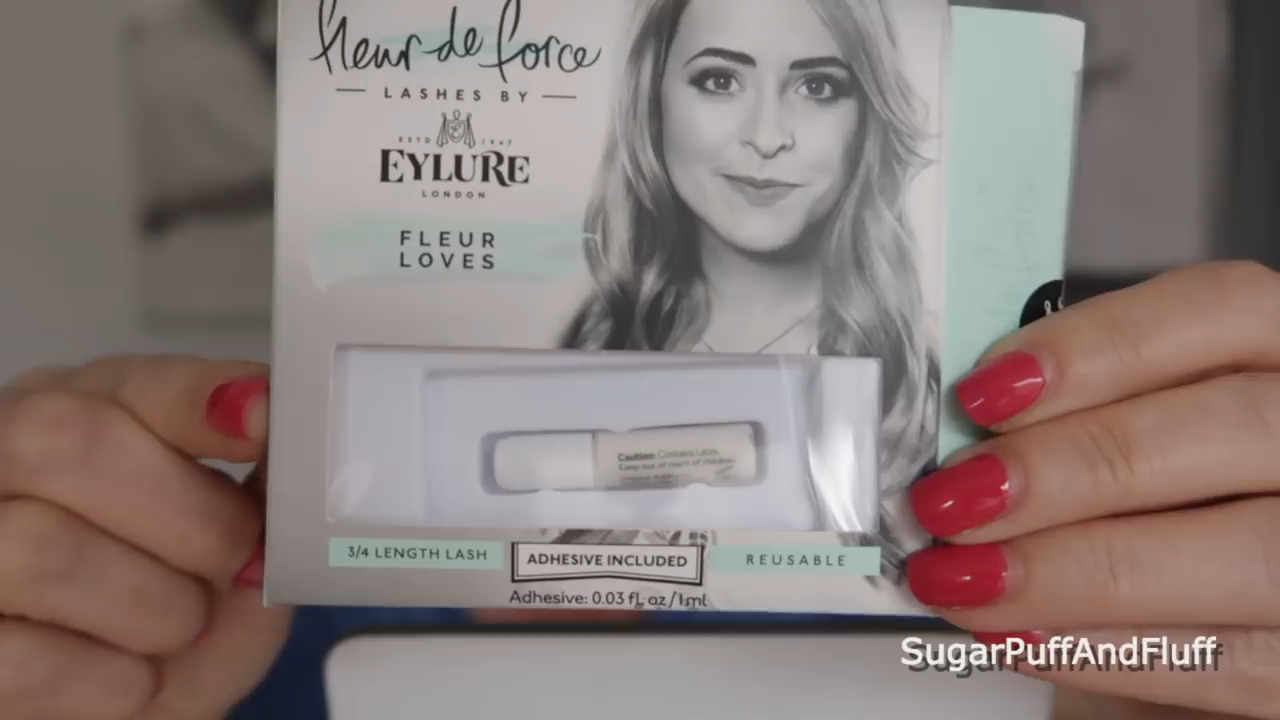 fleur de force
LASHES BY
ESTD 1947
EYLURE
LONDON
FLEUR
LOVES
Caution: Contains Latex.
Keep out of reach of children
3/4 LENGTH LASH
ADHESIVE INCLUDED
REUSABLE
Adhesive: 0.03 fl oz/1ml
SugarPuffAndFluff